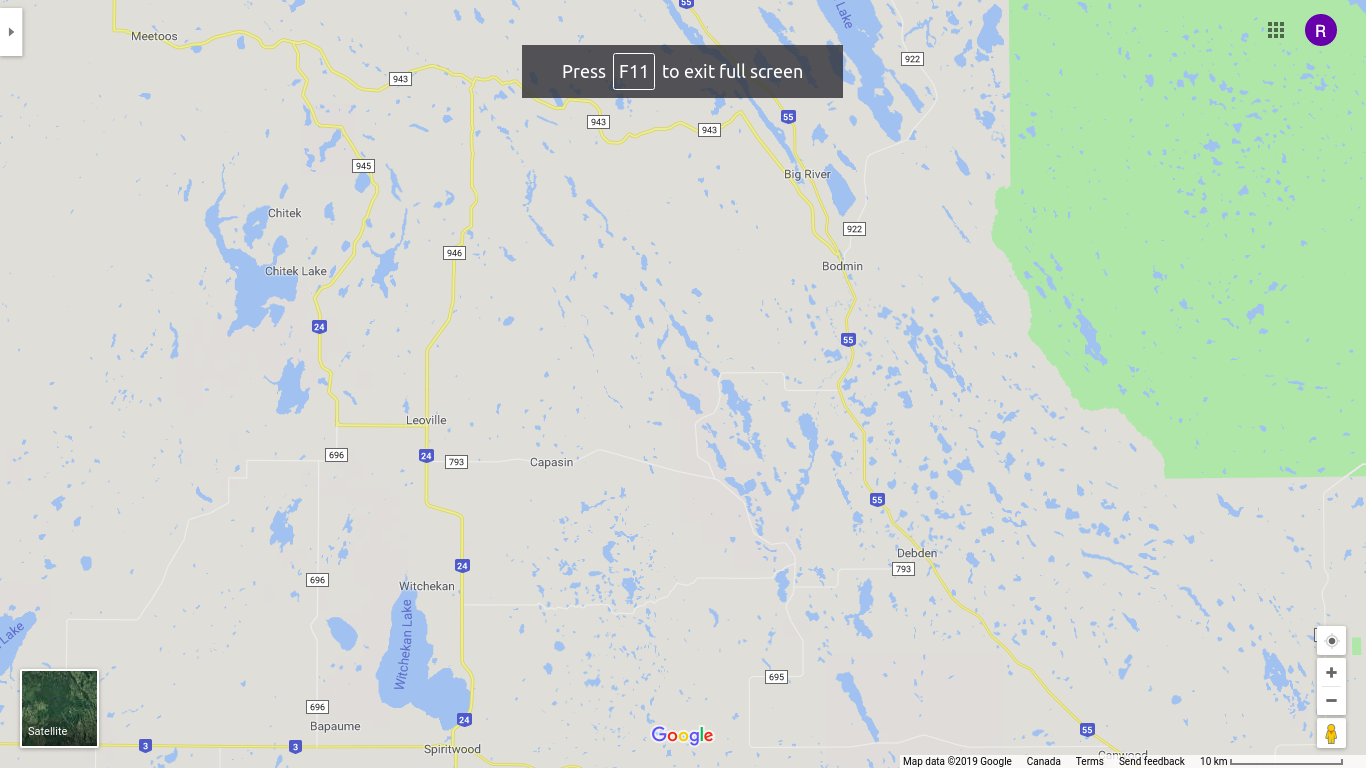 55
Lake
Meetoos
R
922
Press F11 to exit full screen
943
55
943
943
945
Big River
Chitek
922
946
Bodmin
Chitek Lake
24
55
Leoville
696
24
793
Capasin
55
Debden
24
793
696
Witchekan
Lake
Witchekan Lake
695
696
24
Bapaume
55
Satellite
Google
3
3
Spiritwood
Canwood
Map data ©2019 Google Canada Terms Send feedback 10 km